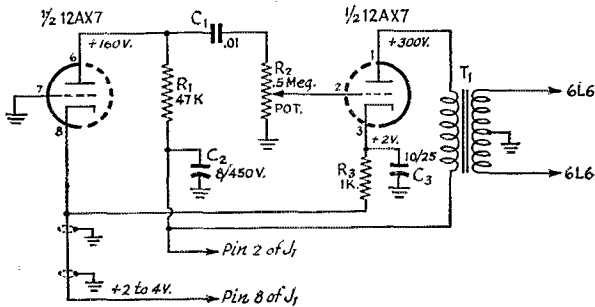 ½ 12AX7
½ 12AX7
C1
.01
+160V.
6
7
8
R1
47K
R2
.5 Meg.
POT.
+300V.
1
2
3
T1
6L6
6L6
+2V.
10/25
C3
R3
1K.
C2
8/450V.
Pin 2 of J1
+2 to 4V.
Pin 8 of J1